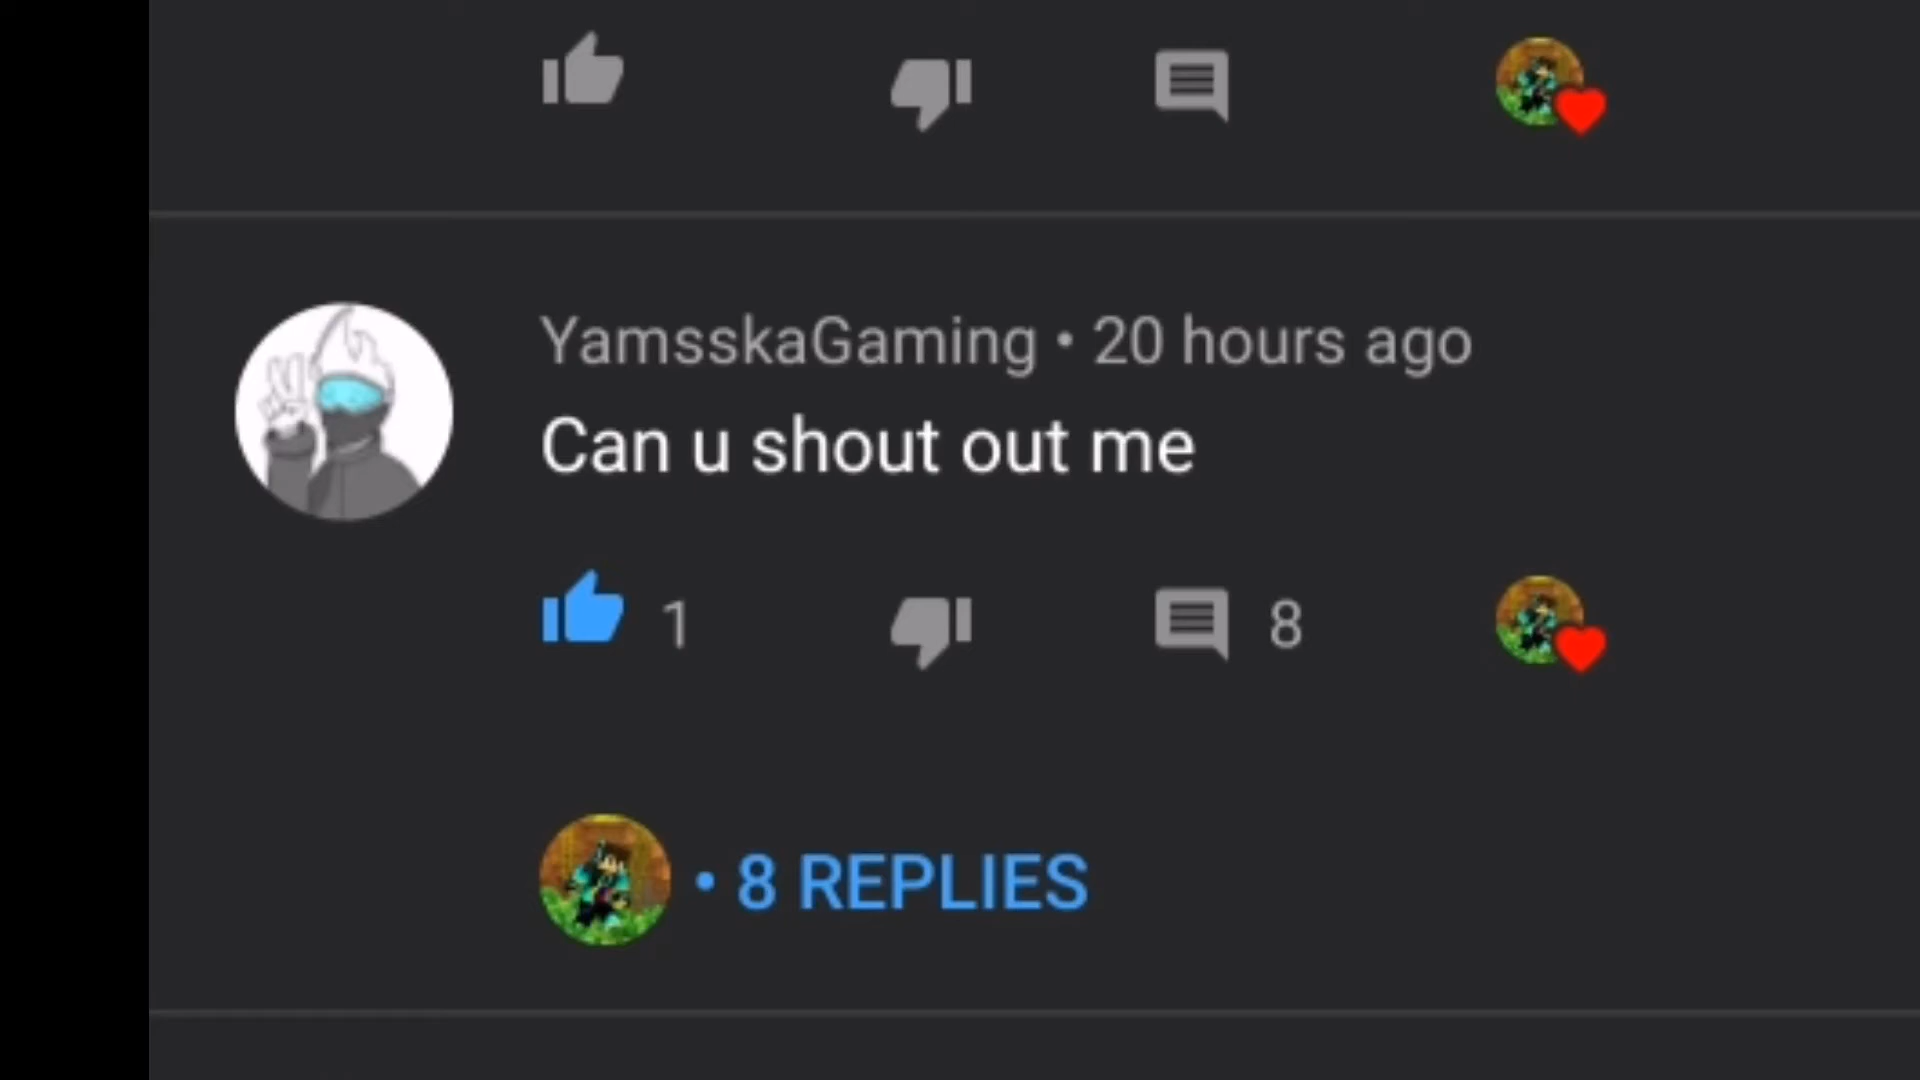 YamsskaGaming • 20 hours ago
Can u shout out me
1 8
• 8 REPLIES